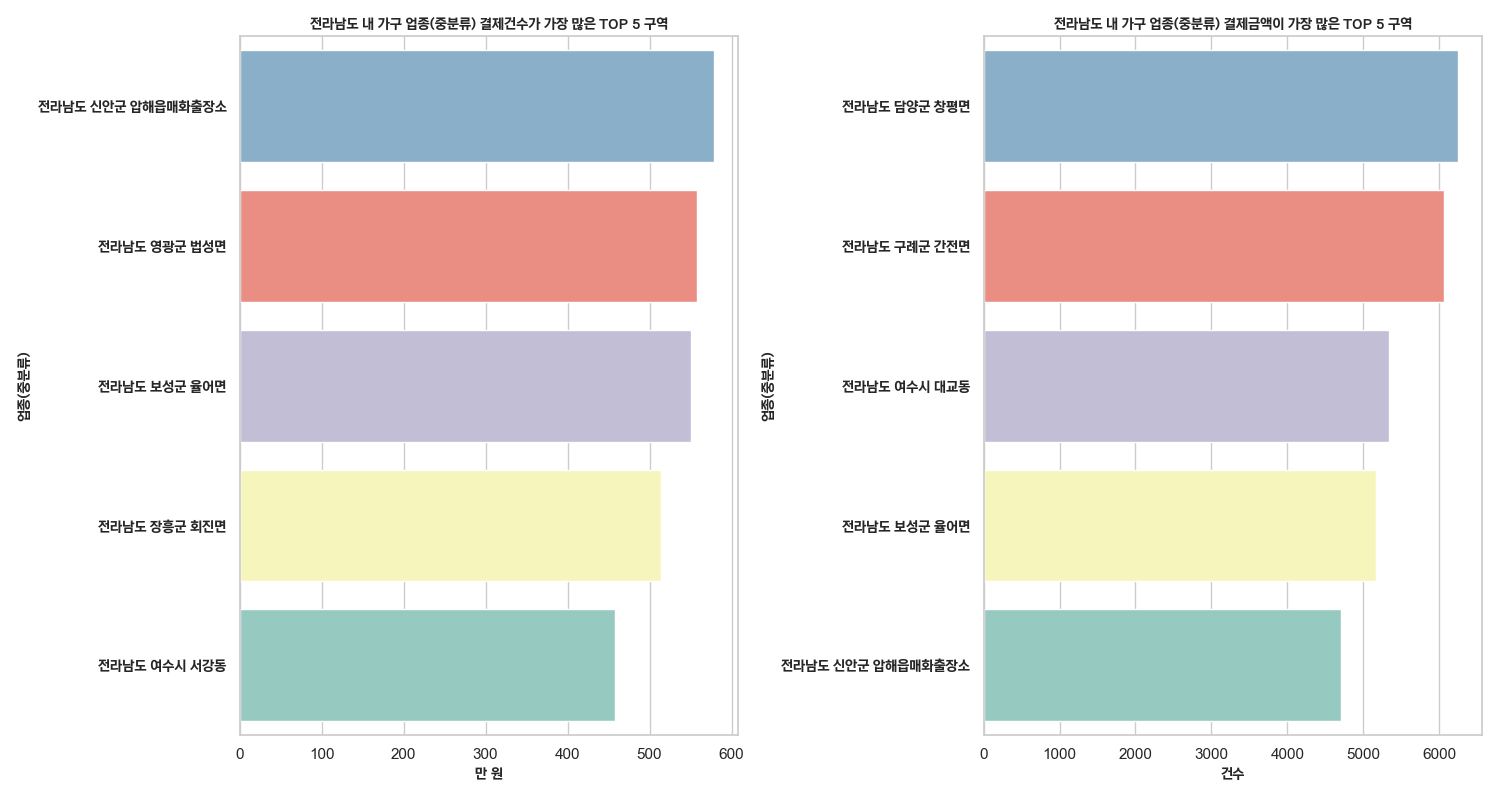 전라남도 내 가구 업종(중분류) 결제건수가 가장 많은 TOP 5 구역
업종(중분류)
전라남도 신안군 압해읍매화출장소
전라남도 영광군 법성면
전라남도 보성군 율어면
전라남도 장흥군 회진면
전라남도 여수시 서강동
0 100 200 300 400 500 600
만 원
전라남도 내 가구 업종(중분류) 결제금액이 가장 많은 TOP 5 구역
업종(중분류)
전라남도 담양군 창평면
전라남도 구례군 간전면
전라남도 여수시 대교동
전라남도 보성군 율어면
전라남도 신안군 압해읍매화출장소
0 1000 2000 3000 4000 5000 6000
건수